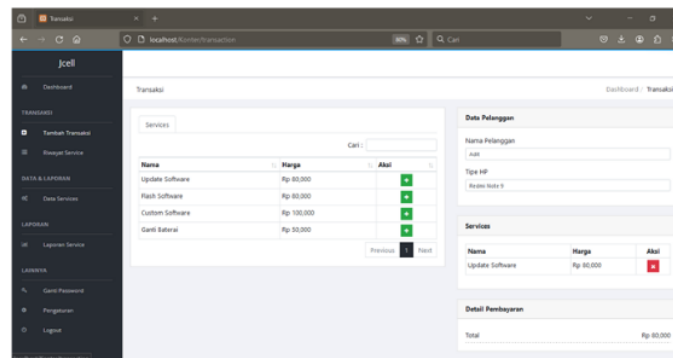 Transaksi
localhost/Konter/transaction
80%
Cari
Jcell
Dashboard
TRANSAKSI
Tambah Transaksi
Riwayat Service
DATA & LAPORAN
Data Services
LAPORAN
Laporan Service
LAINNYA
Ganti Password
Pengaturan
Logout
Transaksi
Dashboard / Transaksi
Services
Cari :
Nama Harga Aksi
Update Software Rp 80,000
Flash Software Rp 80,000
Custom Software Rp 100,000
Ganti Baterai Rp 50,000
Previous 1 Next
Data Pelanggan
Nama Pelanggan
Adit
Tipe HP
Redmi Note 9
Services
Nama Harga Aksi
Update Software Rp 80,000
Detail Pembayaran
Total Rp 80,000